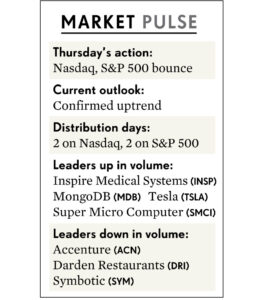 MARKET PULSE
Thursday's action:
Nasdaq, S&P 500 bounce
Current outlook:
Confirmed uptrend
Distribution days:
2 on Nasdaq, 2 on S&P 500
Leaders up in volume:
Inspire Medical Systems (INSP)
MongoDB (MDB) Tesla (TSLA)
Super Micro Computer (SMCI)
Leaders down in volume:
Accenture (ACN)
Darden Restaurants (DRI)
Symbotic (SYM)